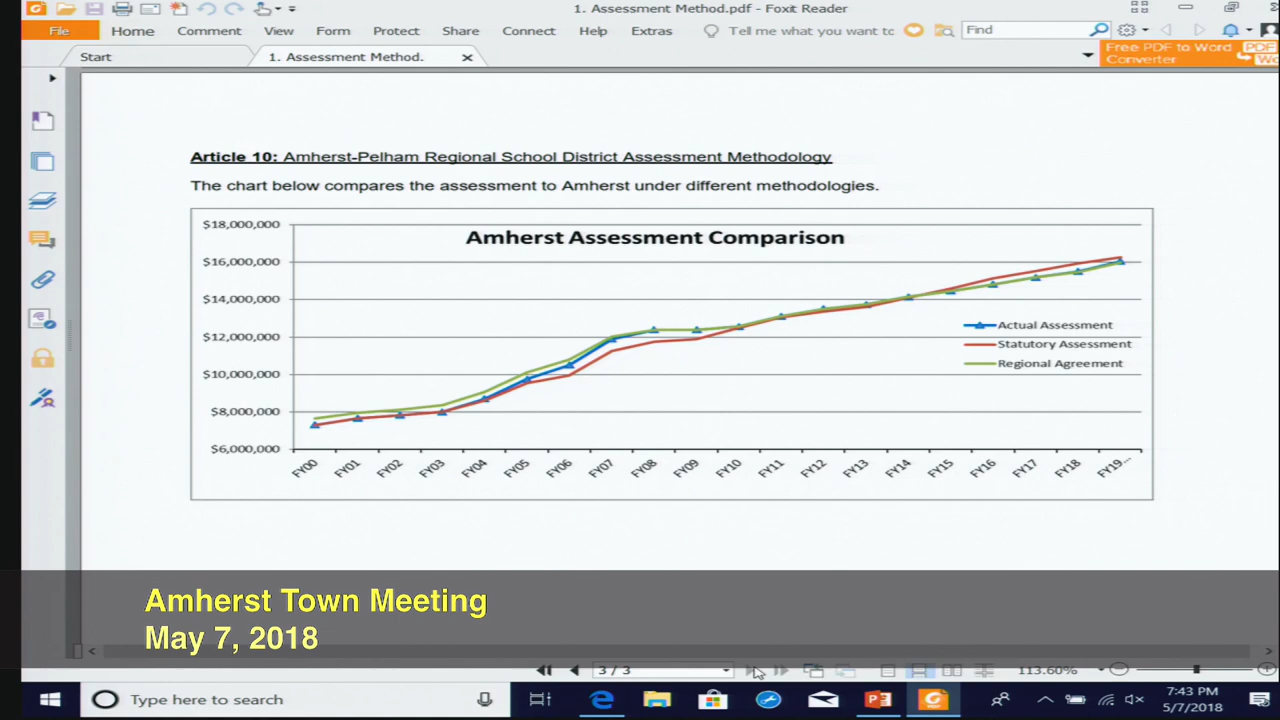 1. Assessment Method.pdf - Foxit Reader
File Home Comment View Form Protect Share Connect Help Extras Tell me what you want to Find
Start 1. Assessment Method. Free PDF to Word
Converter
Article 10: Amherst-Pelham Regional School District Assessment Methodology
The chart below compares the assessment to Amherst under different methodologies.
Amherst Assessment Comparison
$18,000,000
$16,000,000
$14,000,000
$12,000,000
$10,000,000
$8,000,000
$6,000,000
Actual Assessment
Statutory Assessment
Regional Agreement
FY00 FY01 FY02 FY03 FY04 FY05 FY06 FY07 FY08 FY09 FY10 FY11 FY12 FY13 FY14 FY15 FY16 FY17 FY18 FY19...
Amherst Town Meeting
May 7, 2018
3 / 3 113.60%
Type here to search 7:43 PM
5/7/2018